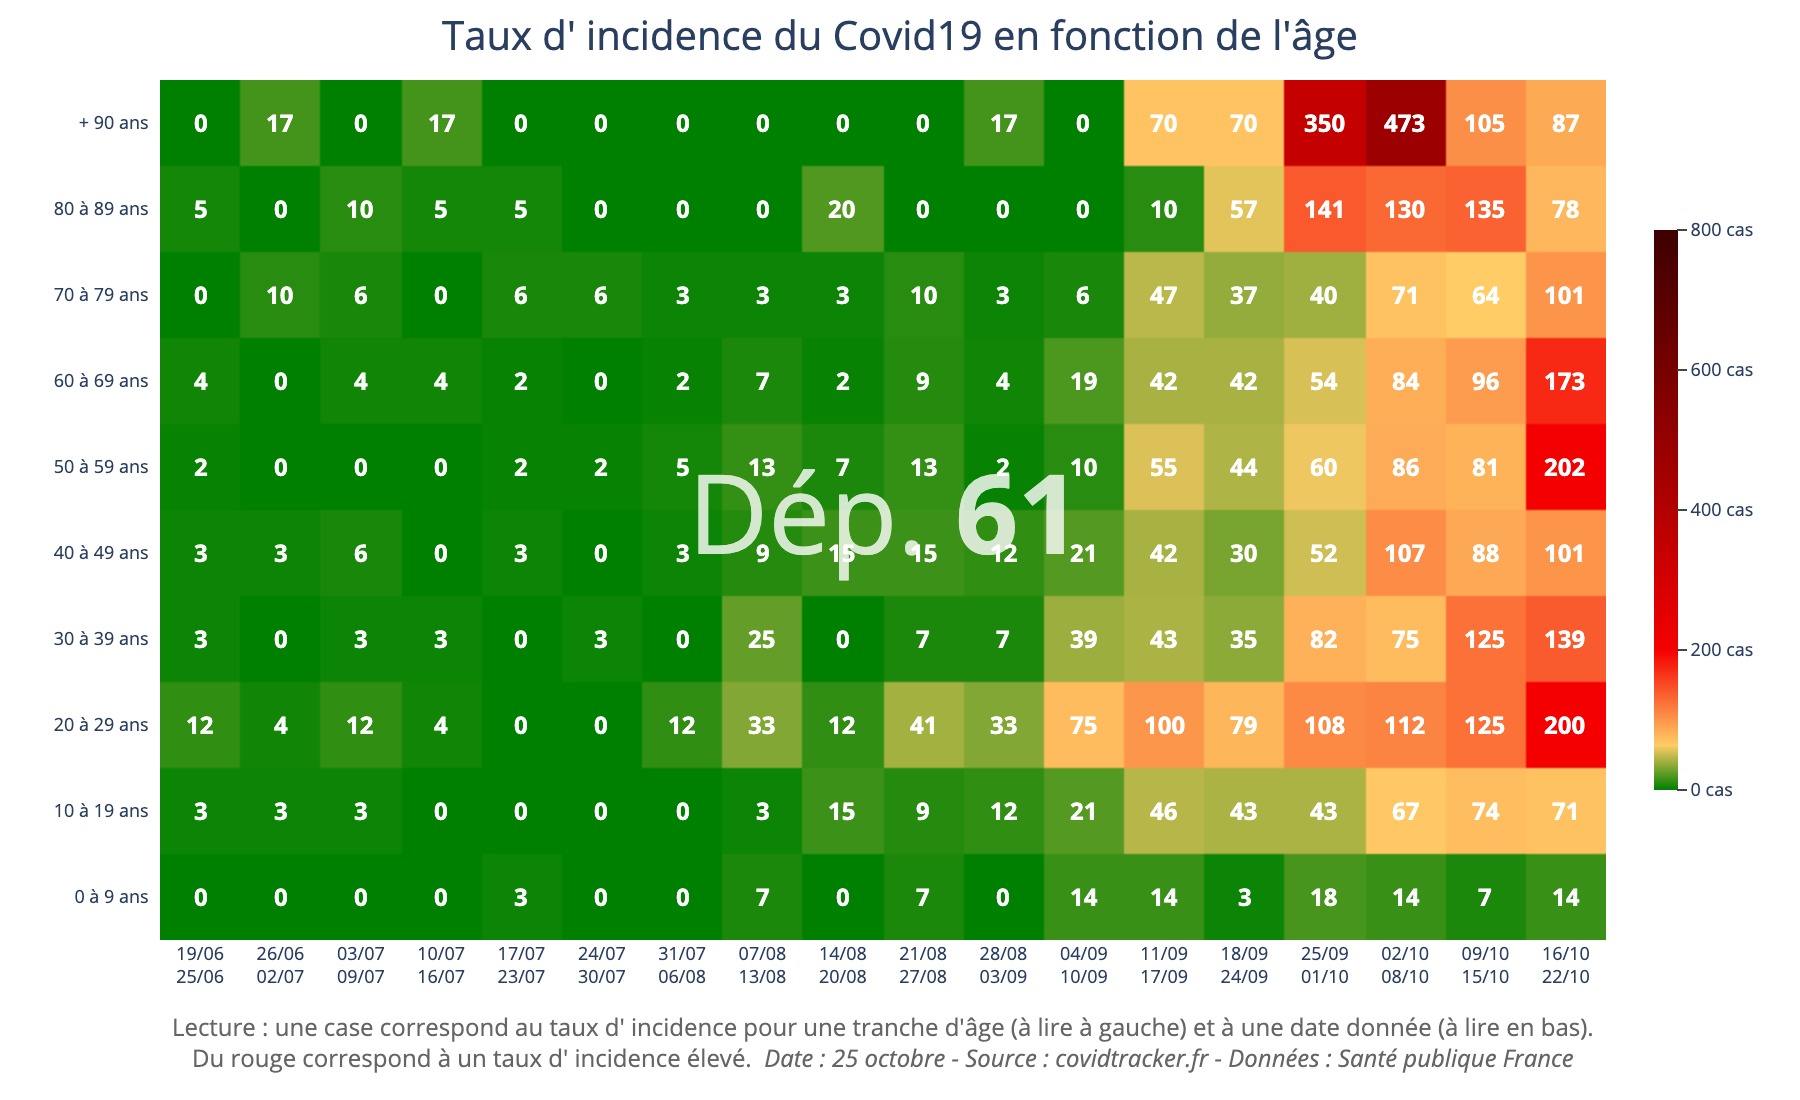 Taux d' incidence du Covid19 en fonction de l'âge
+ 90 ans 0 17 0 17 0 0 0 0 0 0 17 0 70 70 350 473 105 87
80 à 89 ans 5 0 10 5 5 0 0 0 20 0 0 0 10 57 141 130 135 78
70 à 79 ans 0 10 6 0 6 6 3 3 3 10 3 6 47 37 40 71 64 101
60 à 69 ans 4 0 4 4 2 0 2 7 2 9 4 19 42 42 54 84 96 173
50 à 59 ans 2 0 0 0 2 2 5 13 7 13 2 10 55 44 60 86 81 202
Dép. 61
40 à 49 ans 3 3 6 0 3 0 3 9 15 15 12 21 42 30 52 107 88 101
30 à 39 ans 3 0 3 3 0 3 0 25 0 7 7 39 43 35 82 75 125 139
20 à 29 ans 12 4 12 4 0 0 12 33 12 41 33 75 100 79 108 112 125 200
10 à 19 ans 3 3 3 0 0 0 0 3 15 9 12 21 46 43 43 67 74 71
0 à 9 ans 0 0 0 0 3 0 0 7 0 7 0 14 14 3 18 14 7 14
19/06 26/06 03/07 10/07 17/07 24/07 31/07 07/08 14/08 21/08 28/08 04/09 11/09 18/09 25/09 02/10 09/10 16/10
25/06 02/07 09/07 16/07 23/07 30/07 06/08 13/08 20/08 27/08 03/09 10/09 17/09 24/09 01/10 08/10 15/10 22/10
800 cas
600 cas
400 cas
200 cas
0 cas
Lecture : une case correspond au taux d' incidence pour une tranche d'âge (à lire à gauche) et à une date donnée (à lire en bas).
Du rouge correspond à un taux d' incidence élevé. Date : 25 octobre - Source : covidtracker.fr - Données : Santé publique France